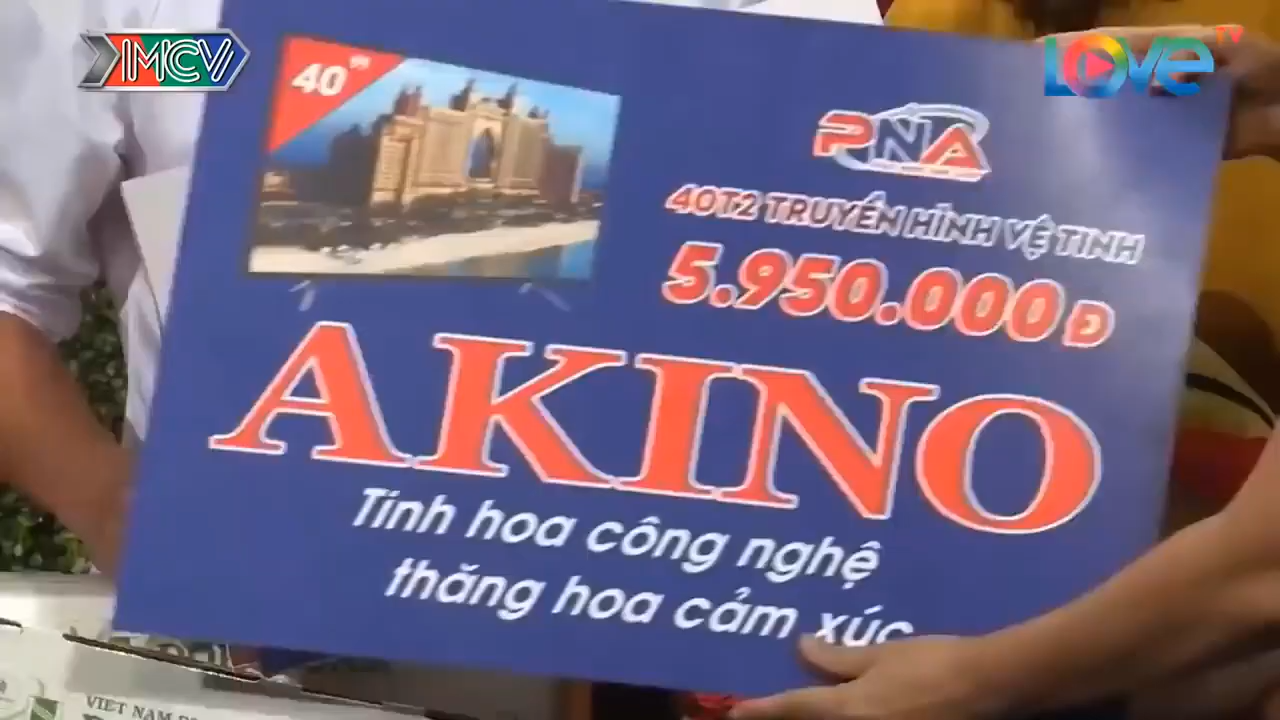 MCV
LOVE TV
40"
PNA
40T2 TRUYỀN HÌNH VỆ TINH
5.950.000 Đ
AKINO
Tinh hoa công nghệ
thăng hoa cảm xúc
VIET NAM